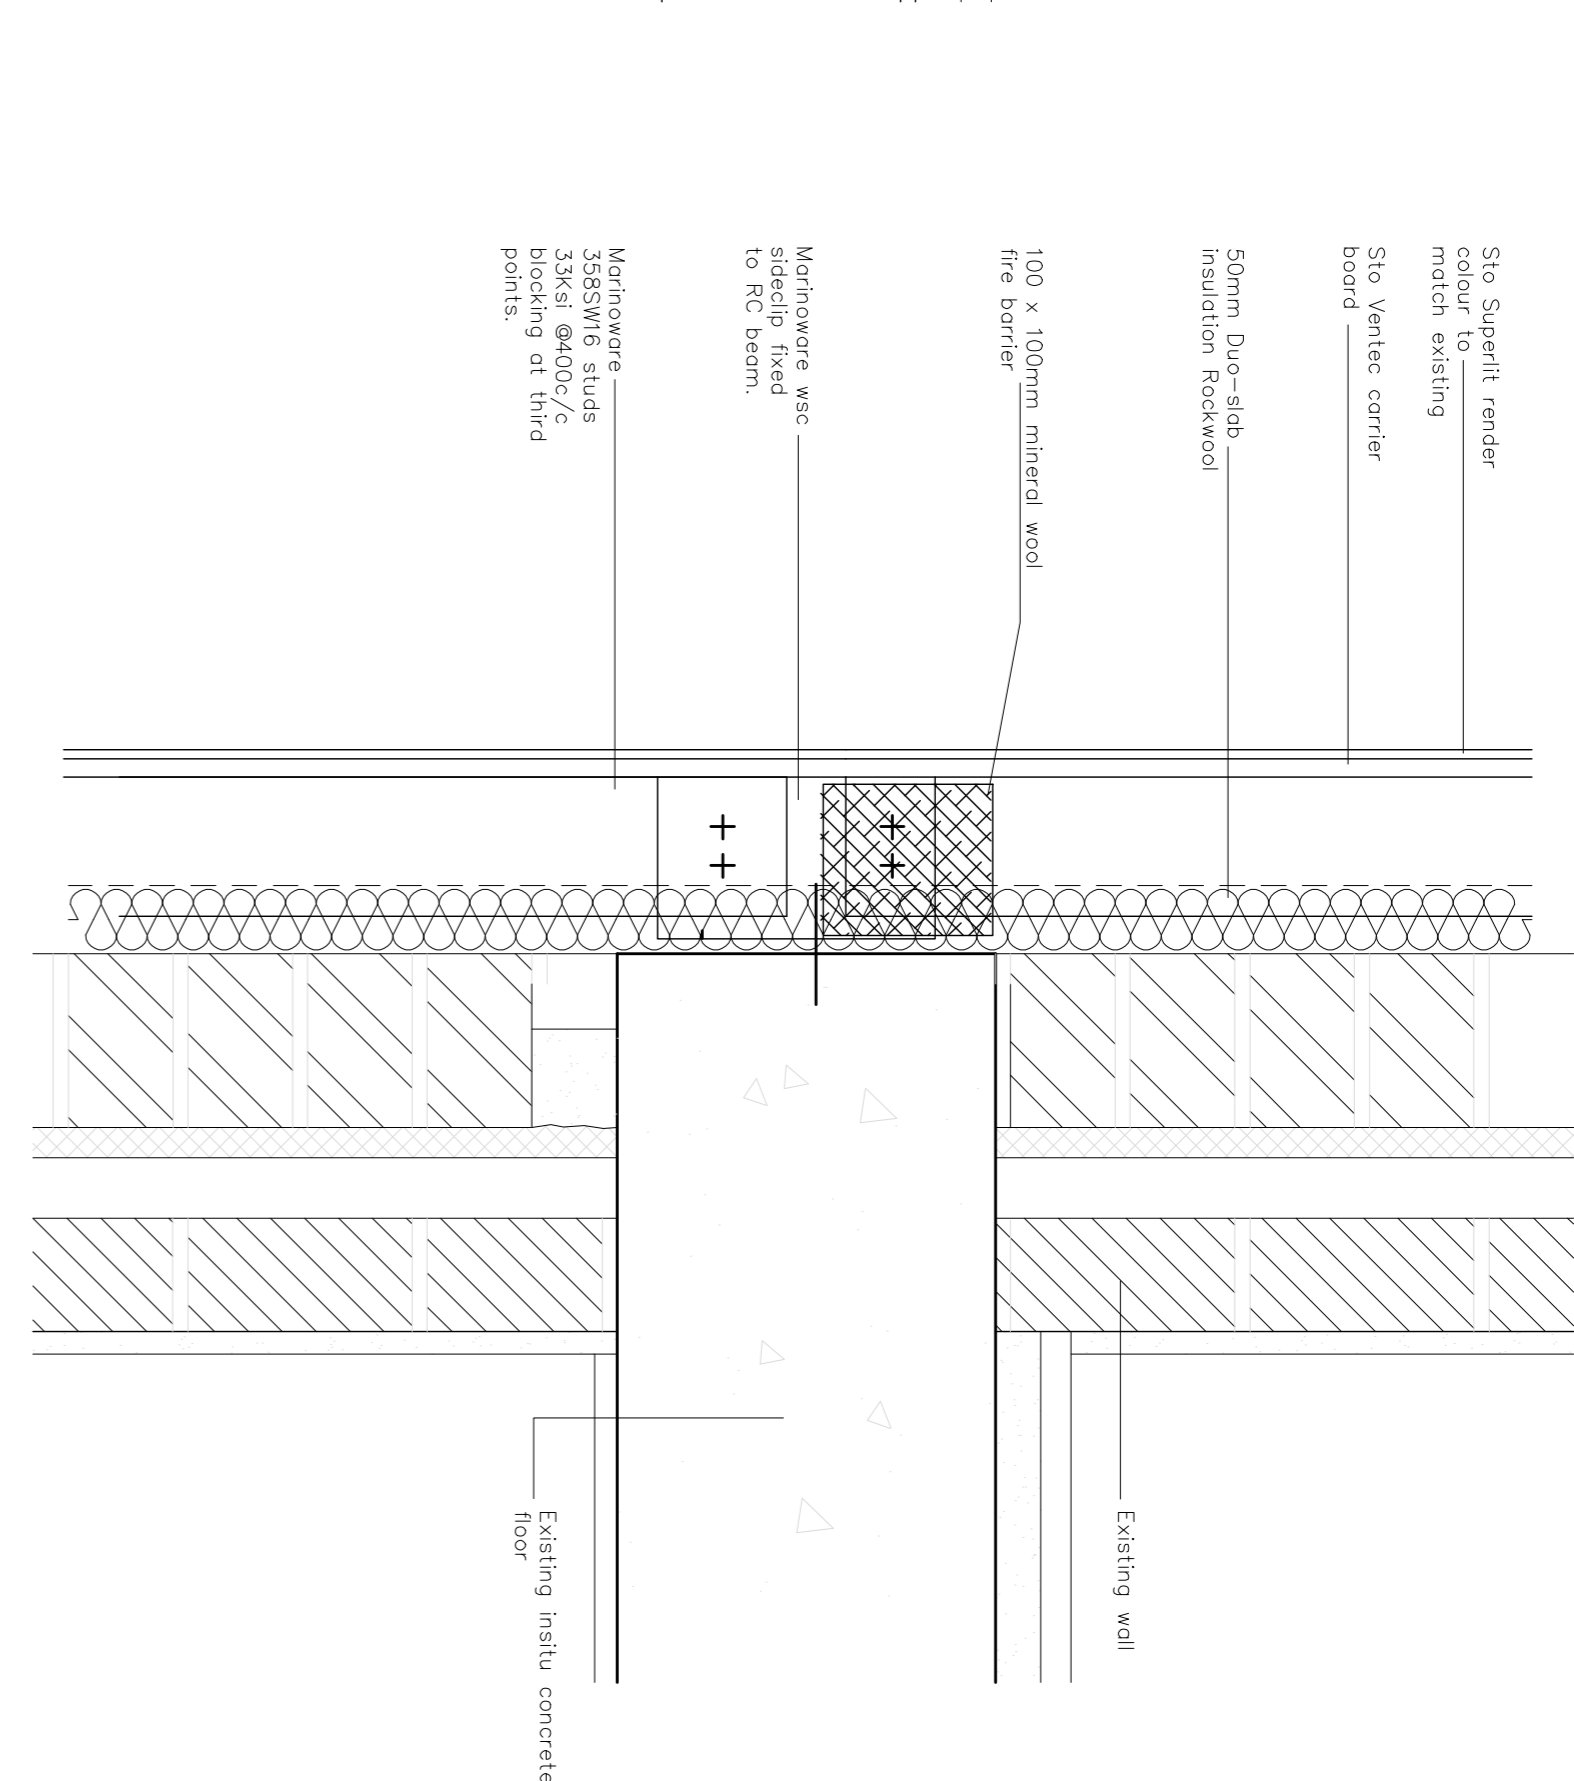 Sto Superlit render
colour to
match existing
Sto Ventec carrier
board
50mm Duo-slab
insulation Rockwool
100 x 100mm mineral wool
fire barrier
Marinoware wsc
sideclip fixed
to RC beam.
Marinoware
358SW16 studs
33Ksi @400c/c
blocking at third
points.
Existing wall
Existing insitu concrete
floor